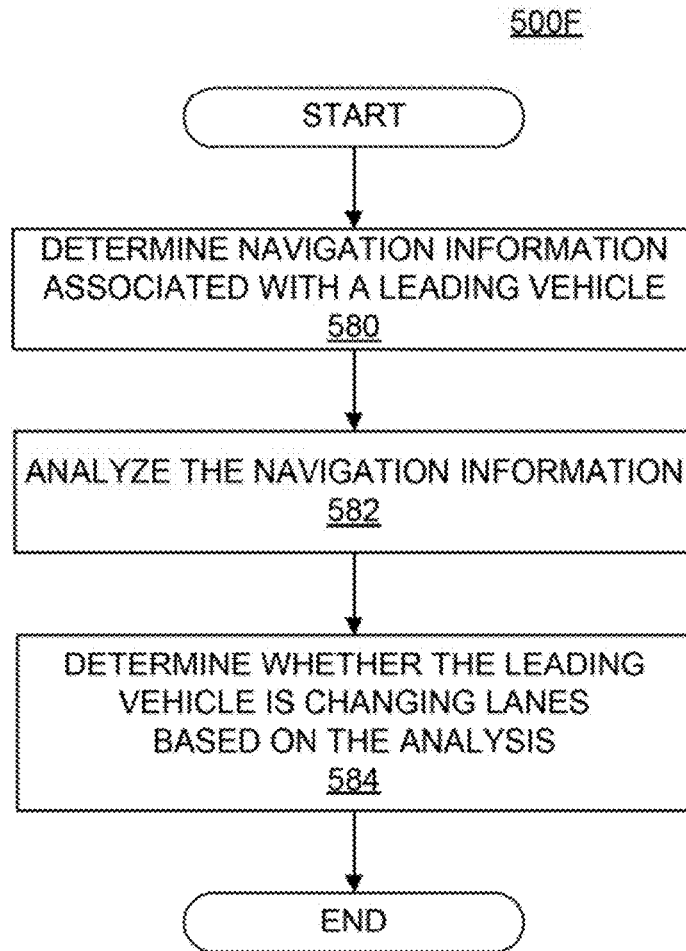 500F
START
DETERMINE NAVIGATION INFORMATION
ASSOCIATED WITH A LEADING VEHICLE
580
ANALYZE THE NAVIGATION INFORMATION
582
DETERMINE WHETHER THE LEADING
VEHICLE IS CHANGING LANES
BASED ON THE ANALYSIS
584
END